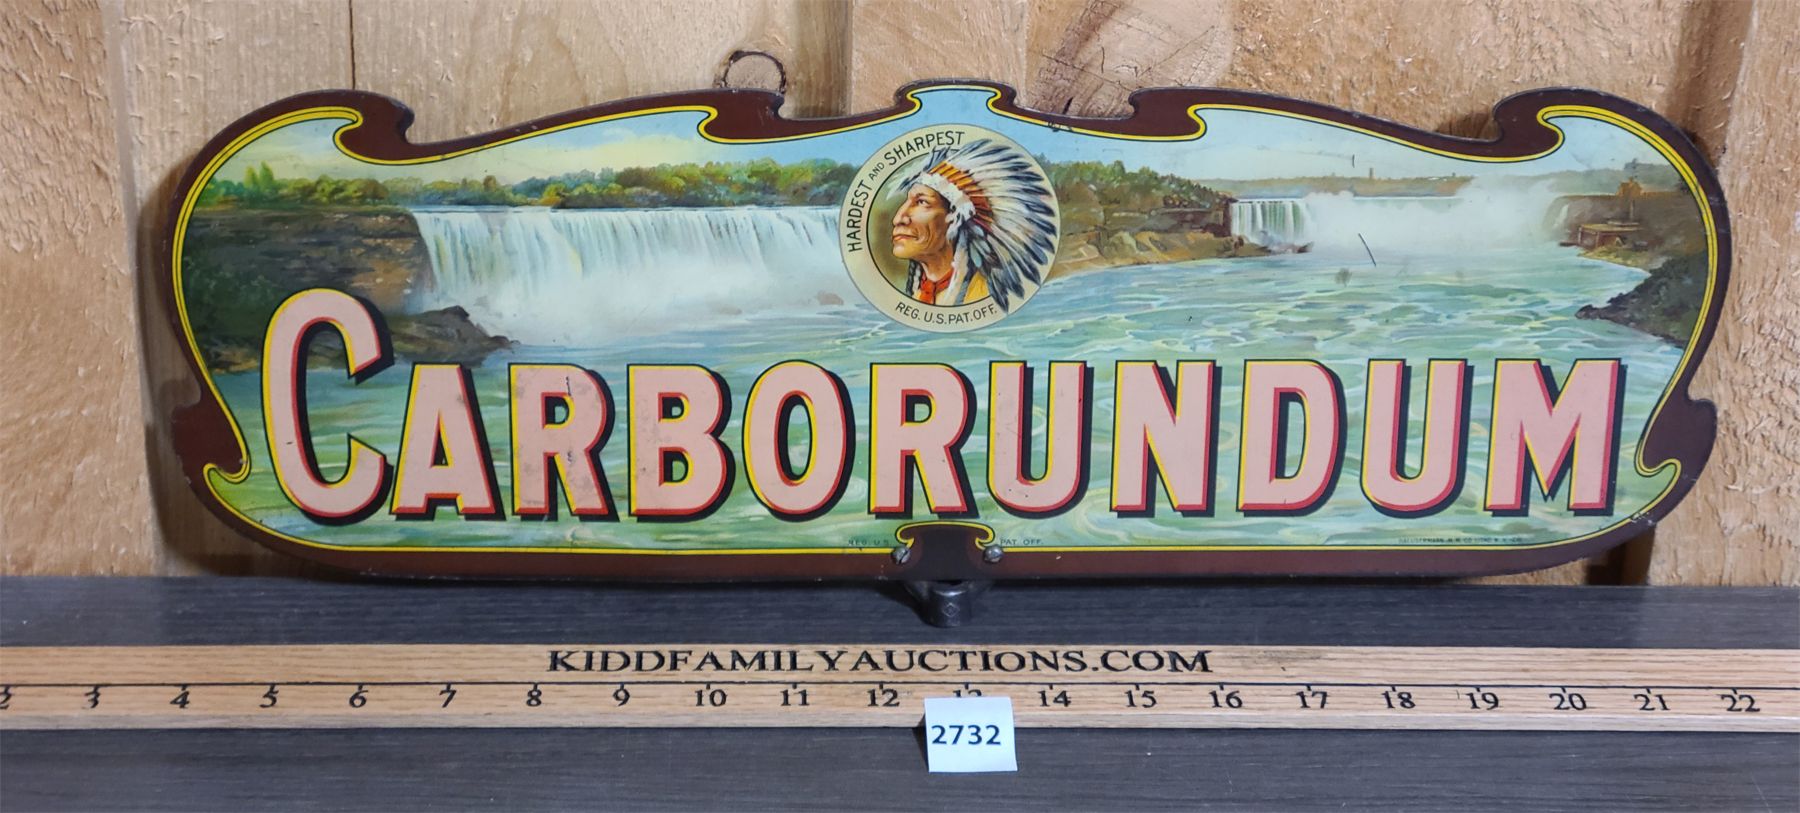 HARDEST AND SHARPEST
REG. U.S. PAT. OFF.
CARBORUNDUM
REG. U.S. PAT. OFF.
KIDDFAMILYAUCTIONS.COM
2 3 4 5 6 7 8 9 10 11 12 13 14 15 16 17 18 19 20 21 22
2732